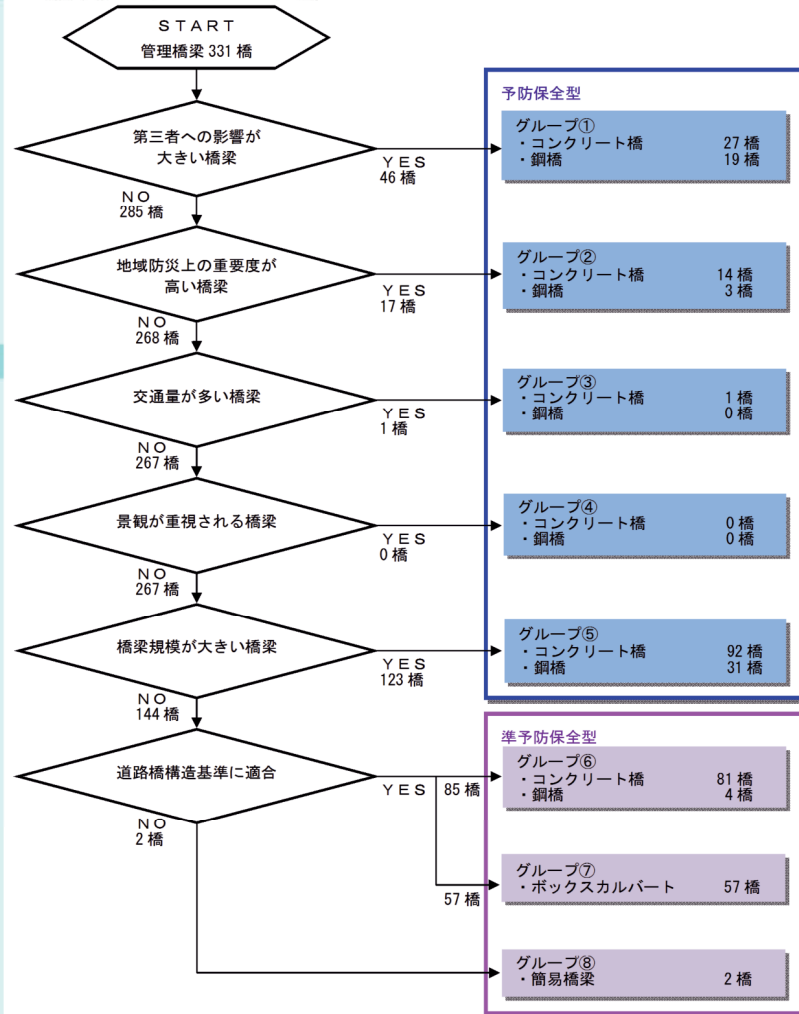 START
管理橋梁 331 橋
第三者への影響が
大きい橋梁
YES
46 橋
NO
285 橋
予防保全型
グループ①
・コンクリート橋 27 橋
・鋼橋 19 橋
地域防災上の重要度が
高い橋梁
YES
17 橋
NO
268 橋
グループ②
・コンクリート橋 14 橋
・鋼橋 3 橋
交通量が多い橋梁
YES
1 橋
NO
267 橋
グループ③
・コンクリート橋 1 橋
・鋼橋 0 橋
景観が重視される橋梁
YES
0 橋
NO
267 橋
グループ④
・コンクリート橋 0 橋
・鋼橋 0 橋
橋梁規模が大きい橋梁
YES
123 橋
NO
144 橋
グループ⑤
・コンクリート橋 92 橋
・鋼橋 31 橋
道路橋構造基準に適合
YES 85 橋
57 橋
NO
2 橋
準予防保全型
グループ⑥
・コンクリート橋 81 橋
・鋼橋 4 橋
グループ⑦
・ボックスカルバート 57 橋
グループ⑧
・簡易橋梁 2 橋